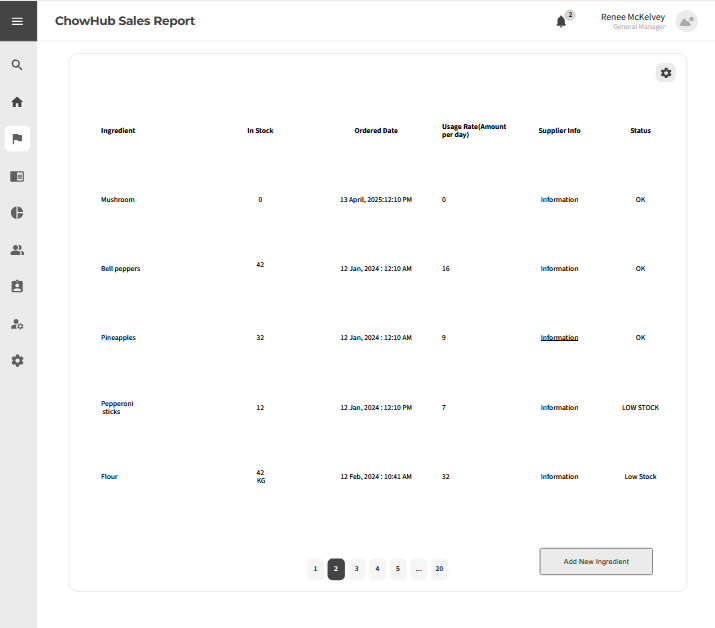 ChowHub Sales Report
2
Renee McKelvey
General Manager
Ingredient In Stock Ordered Date Usage Rate(Amount per day) Supplier Info Status
Mushroom 0 13 April, 2025:12:10 PM 0 Information OK
Bell peppers 42 12 Jan, 2024 : 12:10 AM 16 Information OK
Pineapples 32 12 Jan, 2024 : 12:10 AM 9 Information OK
Pepperoni sticks 12 12 Jan, 2024 : 12:10 PM 7 Information LOW STOCK
Flour 42 KG 12 Feb, 2024 : 10:41 AM 32 Information Low Stock
1 2 3 4 5 ... 20
Add New Ingredient